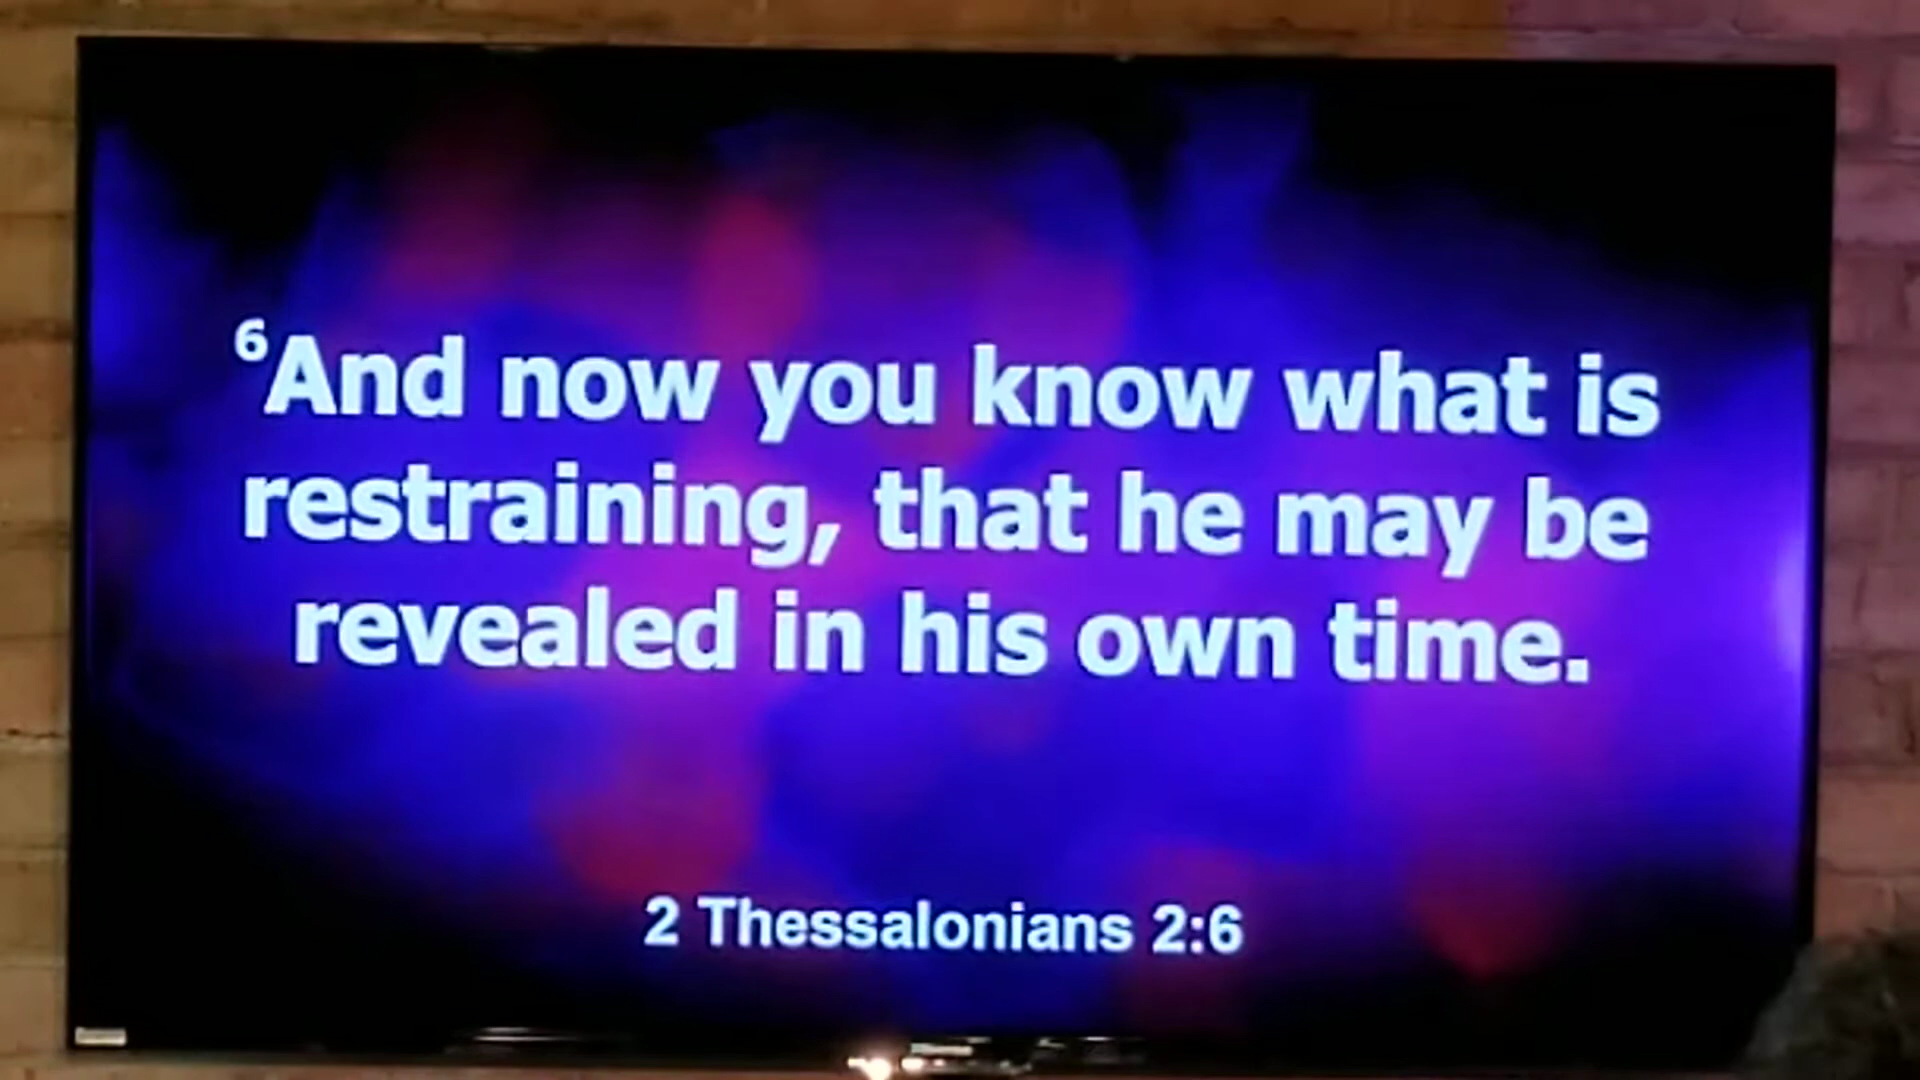 ⁶And now you know what is
restraining, that he may be
revealed in his own time.
2 Thessalonians 2:6